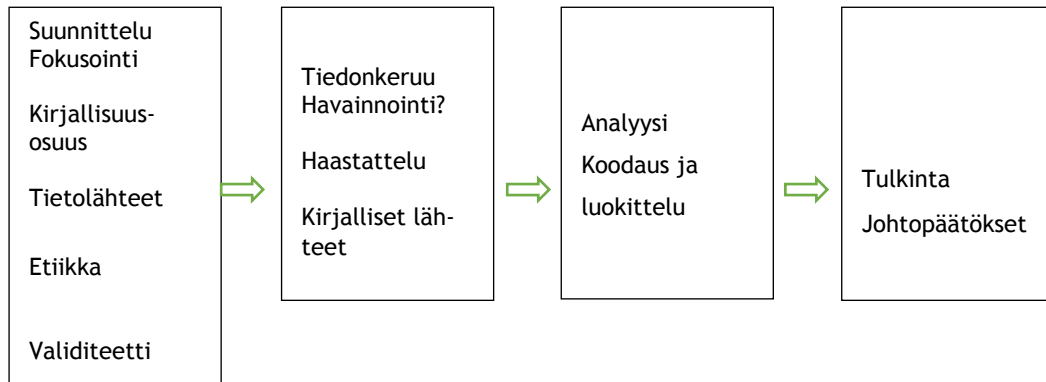 Suunnittelu
Fokusointi
Kirjallisuus-
osuus
Tietolähteet
Etiikka
Validiteetti
Tiedonkeruu
Havainnointi?
Haastattelu
Kirjalliset läh-
teet
Analyysi
Koodaus ja
luokittelu
Tulkinta
Johtopäätökset